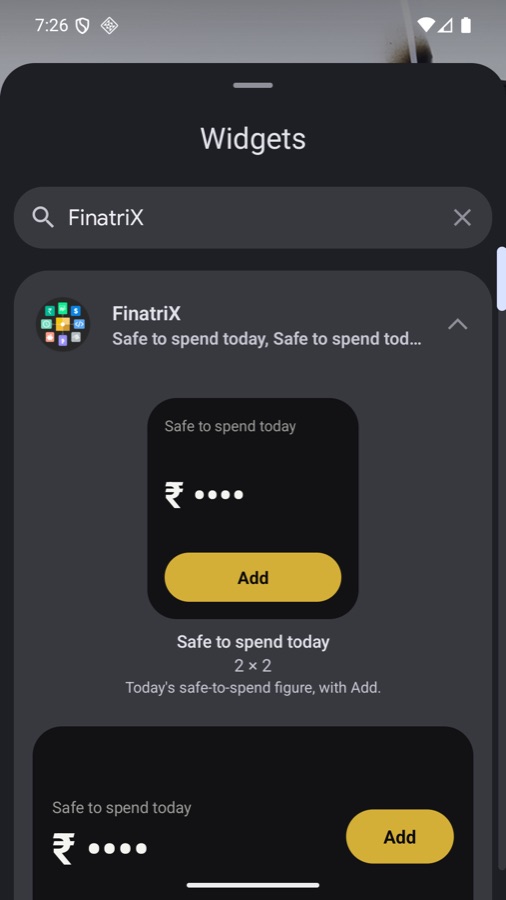 7:26
Widgets
FinatriX
FinatriX
Safe to spend today, Safe to spend tod...
Safe to spend today
₹ ••••
Add
Safe to spend today
2 × 2
Today's safe-to-spend figure, with Add.
Safe to spend today
₹ ••••
Add